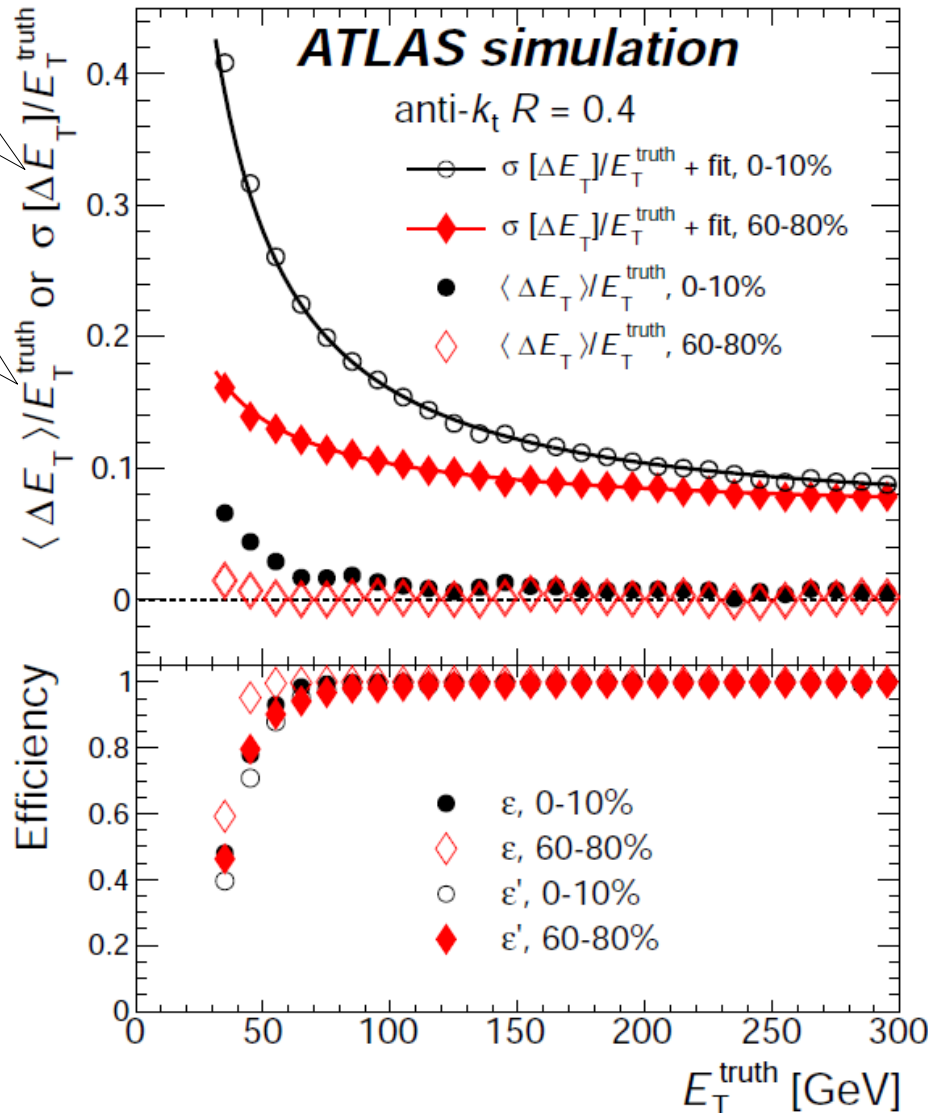 ATLAS simulation
anti-kt R = 0.4
σ [ΔET]/ETtruth + fit, 0-10%
σ [ΔET]/ETtruth + fit, 60-80%
⟨ ΔET ⟩/ETtruth, 0-10%
⟨ ΔET ⟩/ETtruth, 60-80%
⟨ ΔET ⟩/ETtruth or σ [ΔET]/ETtruth
0.4
0.3
0.2
0.1
0
Efficiency
1
0.8
0.6
0.4
0.2
0
ε, 0-10%
ε, 60-80%
ε', 0-10%
ε', 60-80%
0 50 100 150 200 250 300
ETtruth [GeV]